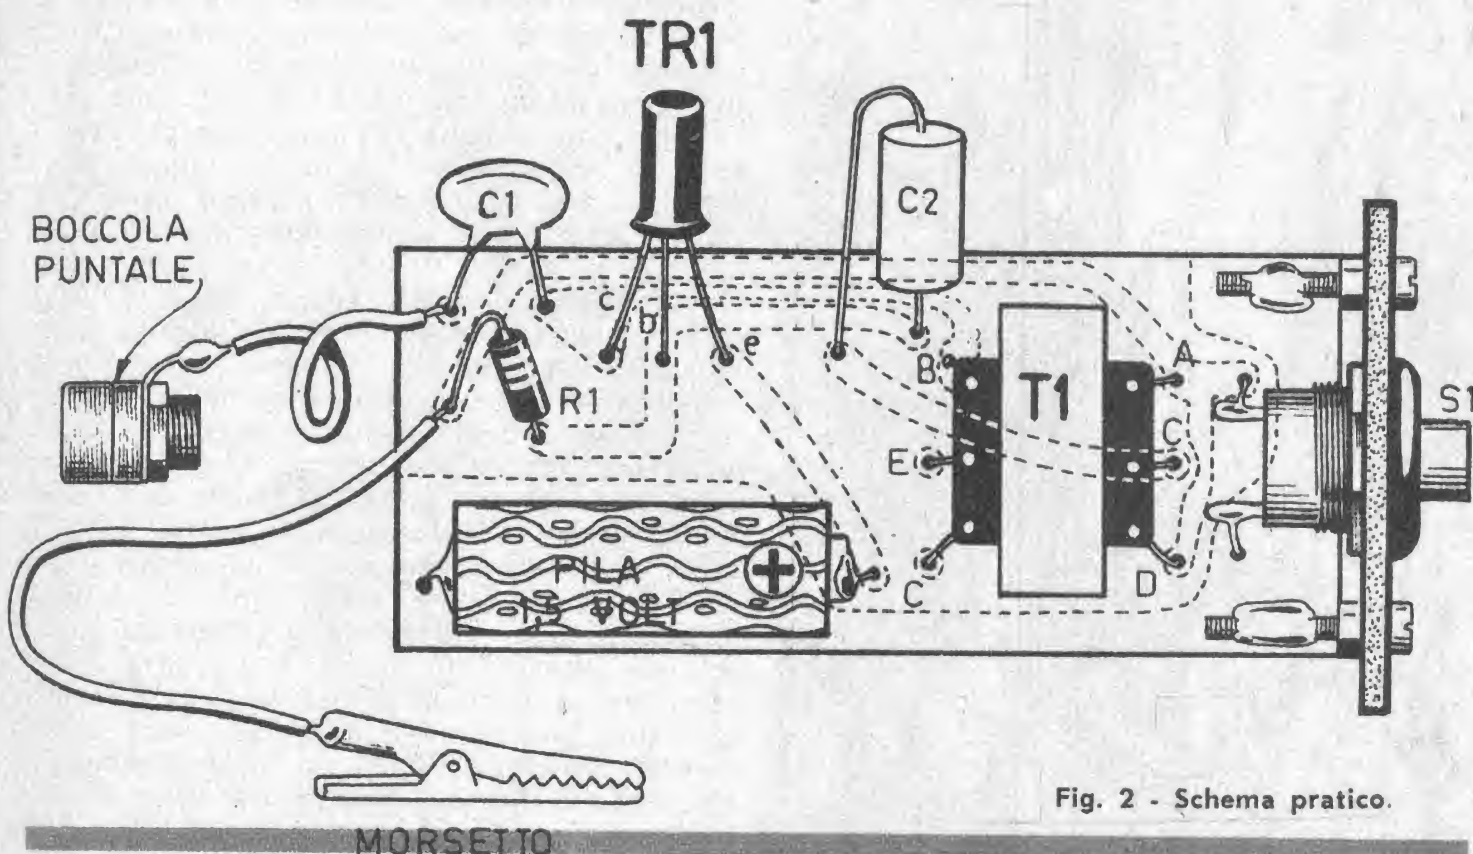 TR1
C1
C2
BOCCOLA
PUNTALE
c
b
e
B
A
T1
S1
R1
E
C
PILA
+
1,5 VOLT
C
D
Fig. 2 - Schema pratico.
MORSETTO